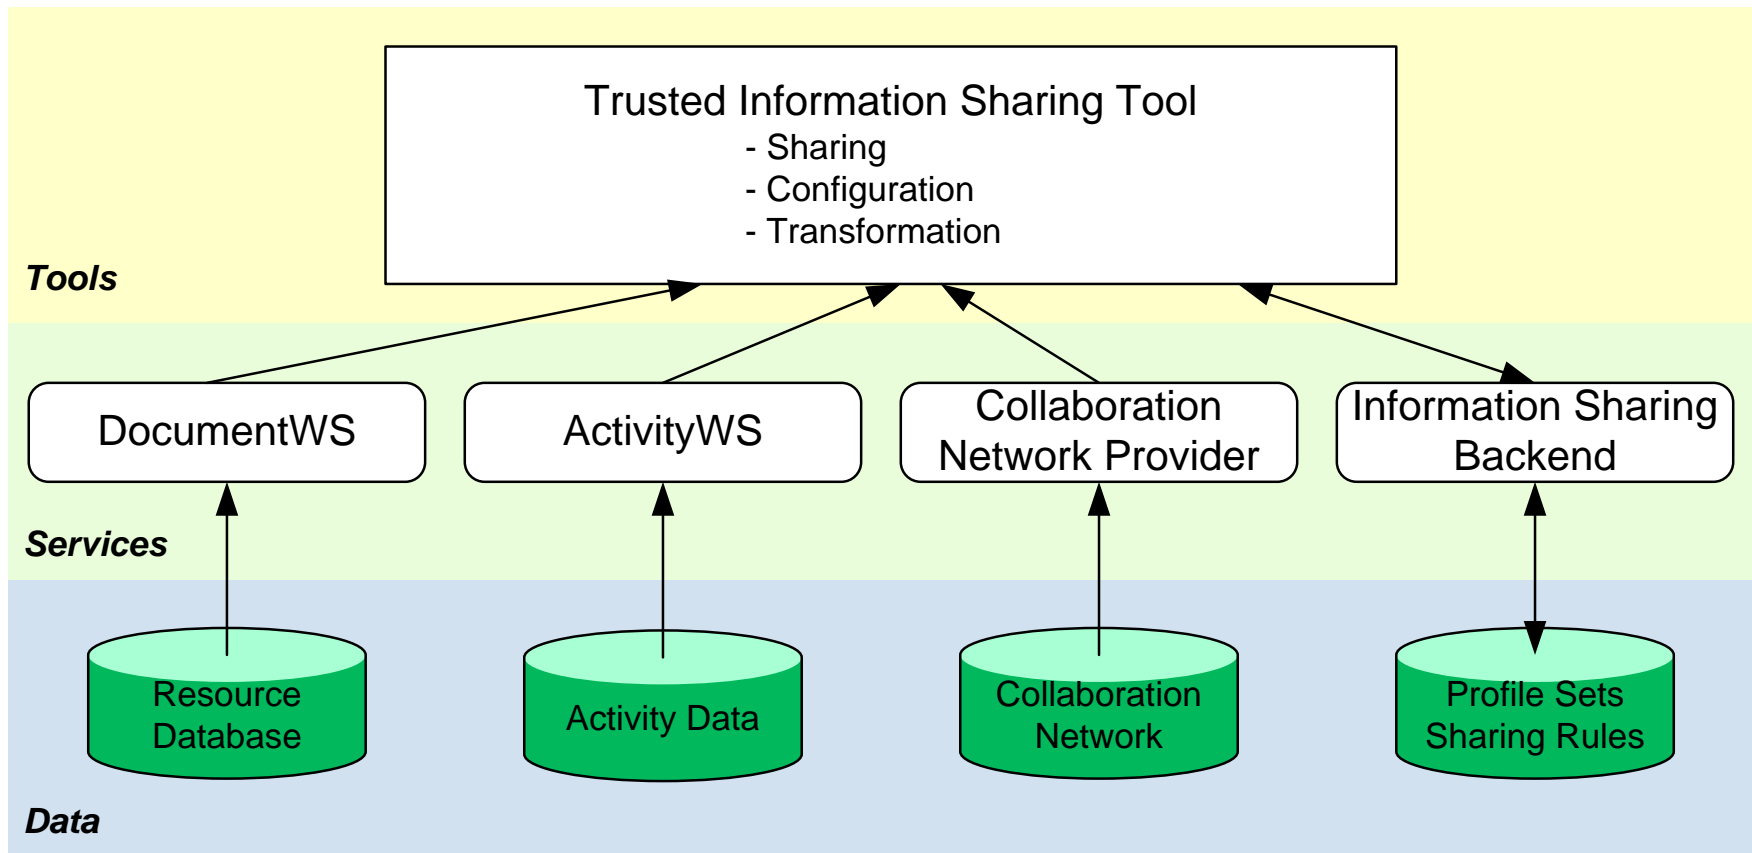 Trusted Information Sharing Tool
- Sharing
- Configuration
- Transformation
Tools
DocumentWS
ActivityWS
Collaboration
Network Provider
Information Sharing
Backend
Services
Resource
Database
Activity Data
Collaboration
Network
Profile Sets
Sharing Rules
Data